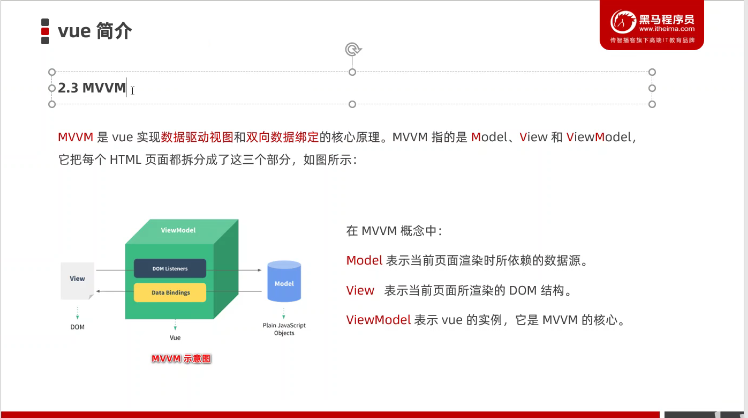 vue 简介
黑马程序员
www.itheima.com
传智播客旗下高端IT教育品牌
2.3 MVVM
MVVM 是 vue 实现数据驱动视图和双向数据绑定的核心原理。MVVM 指的是 Model、View 和 ViewModel，
它把每个 HTML 页面都拆分成了这三个部分，如图所示：
ViewModel
DOM Listeners
Data Bindings
View
Model
DOM
Vue
Plain JavaScript
Objects
MVVM 示意图
在 MVVM 概念中：
Model 表示当前页面渲染时所依赖的数据源。
View 表示当前页面所渲染的 DOM 结构。
ViewModel 表示 vue 的实例，它是 MVVM 的核心。